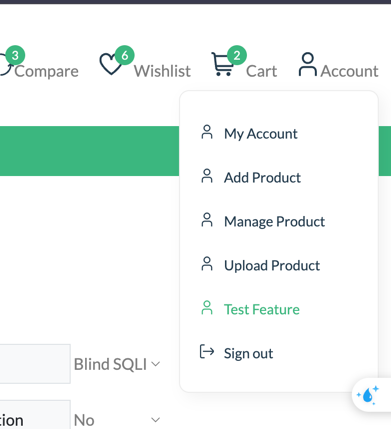 3 Compare 6 Wishlist 2 Cart Account
My Account
Add Product
Manage Product
Upload Product
Test Feature
Sign out
Blind SQLI
tion No